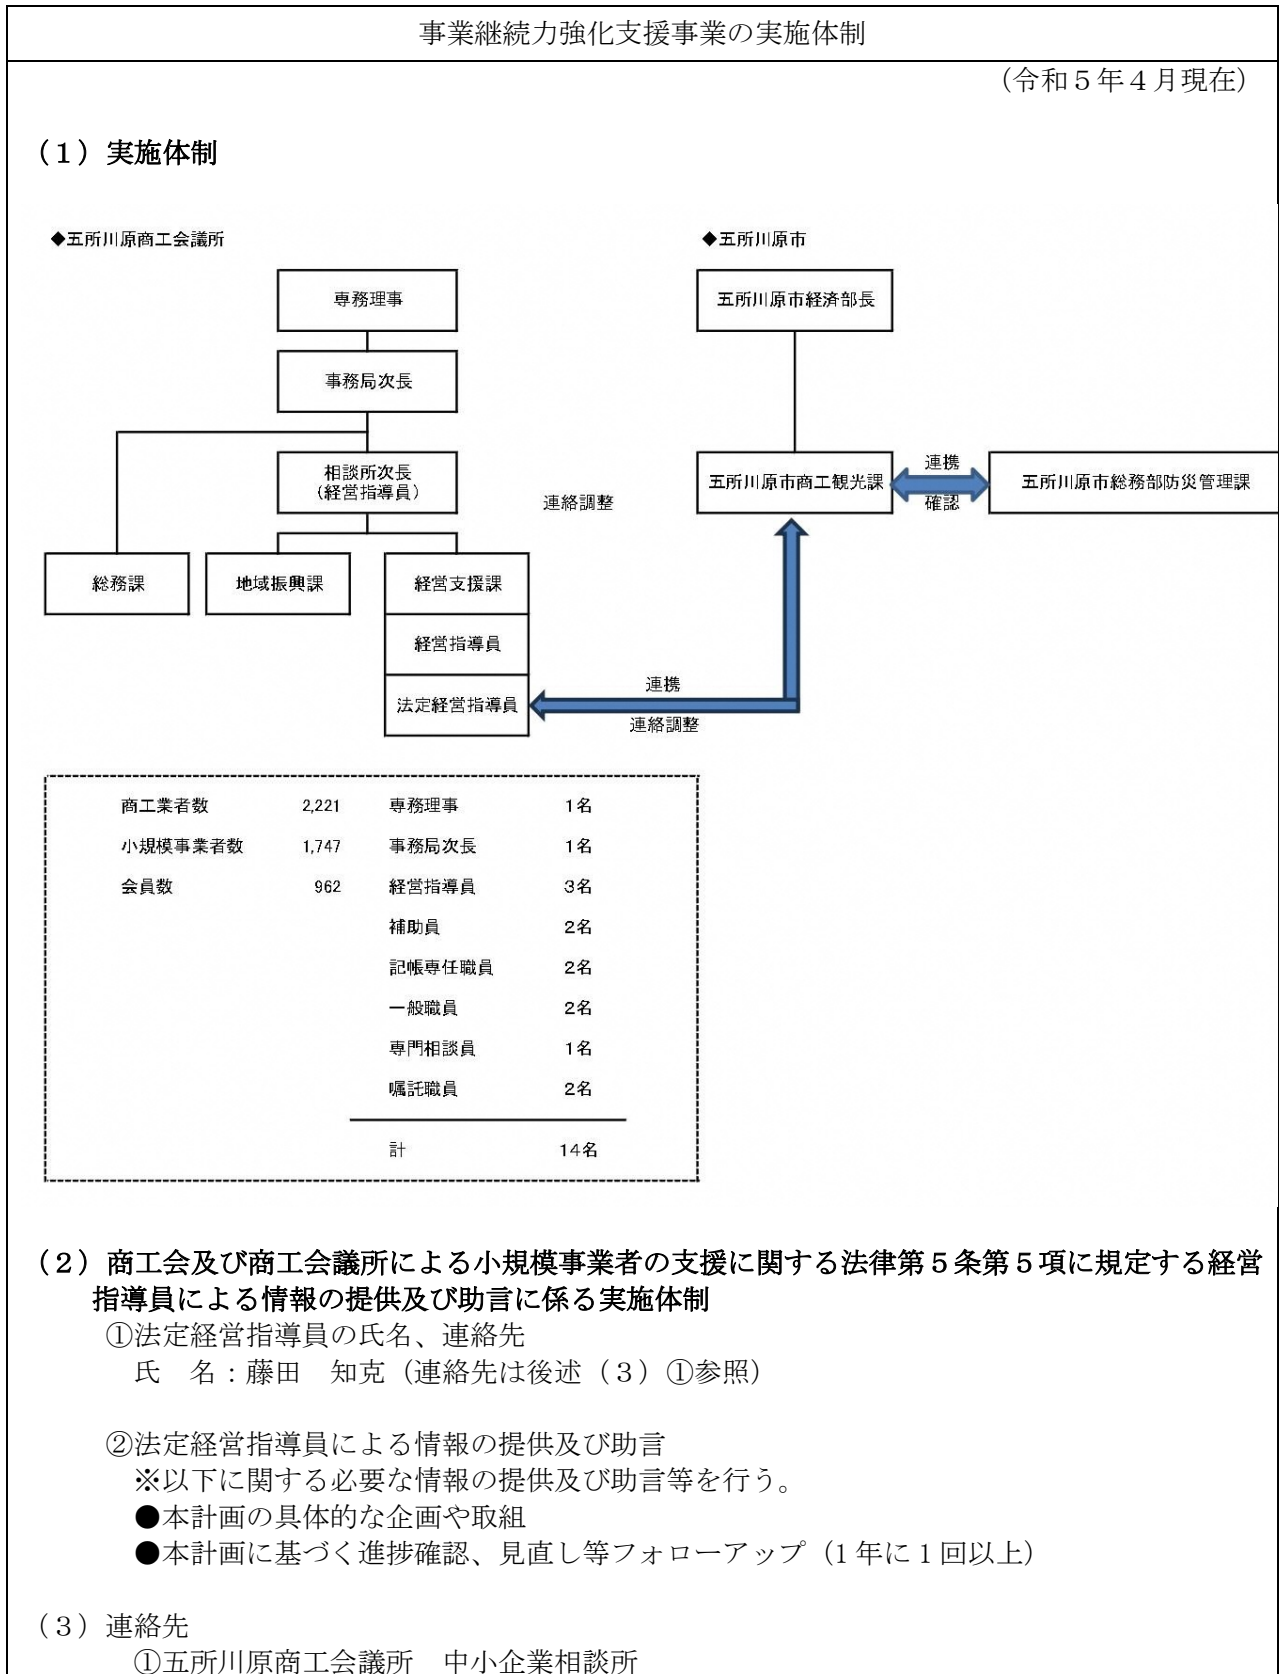 事業継続力強化支援事業の実施体制
（令和５年４月現在）
（１）実施体制
◆五所川原商工会議所
◆五所川原市
専務理事
五所川原市経済部長
事務局次長
相談所次長
（経営指導員）
連絡調整
五所川原市商工観光課
連携
確認
五所川原市総務部防災管理課
総務課
地域振興課
経営支援課
経営指導員
法定経営指導員
連携
連絡調整
商工業者数 2,221 専務理事 1名
小規模事業者数 1,747 事務局次長 1名
会員数 962 経営指導員 3名
補助員 2名
記帳専任職員 2名
一般職員 2名
専門相談員 1名
嘱託職員 2名
計 14名
（２）商工会及び商工会議所による小規模事業者の支援に関する法律第５条第５項に規定する経営
指導員による情報の提供及び助言に係る実施体制
①法定経営指導員の氏名、連絡先
氏　名：藤田　知克（連絡先は後述（３）①参照）
②法定経営指導員による情報の提供及び助言
※以下に関する必要な情報の提供及び助言等を行う。
●本計画の具体的な企画や取組
●本計画に基づく進捗確認、見直し等フォローアップ（1 年に 1 回以上）
（３）連絡先
①五所川原商工会議所　中小企業相談所